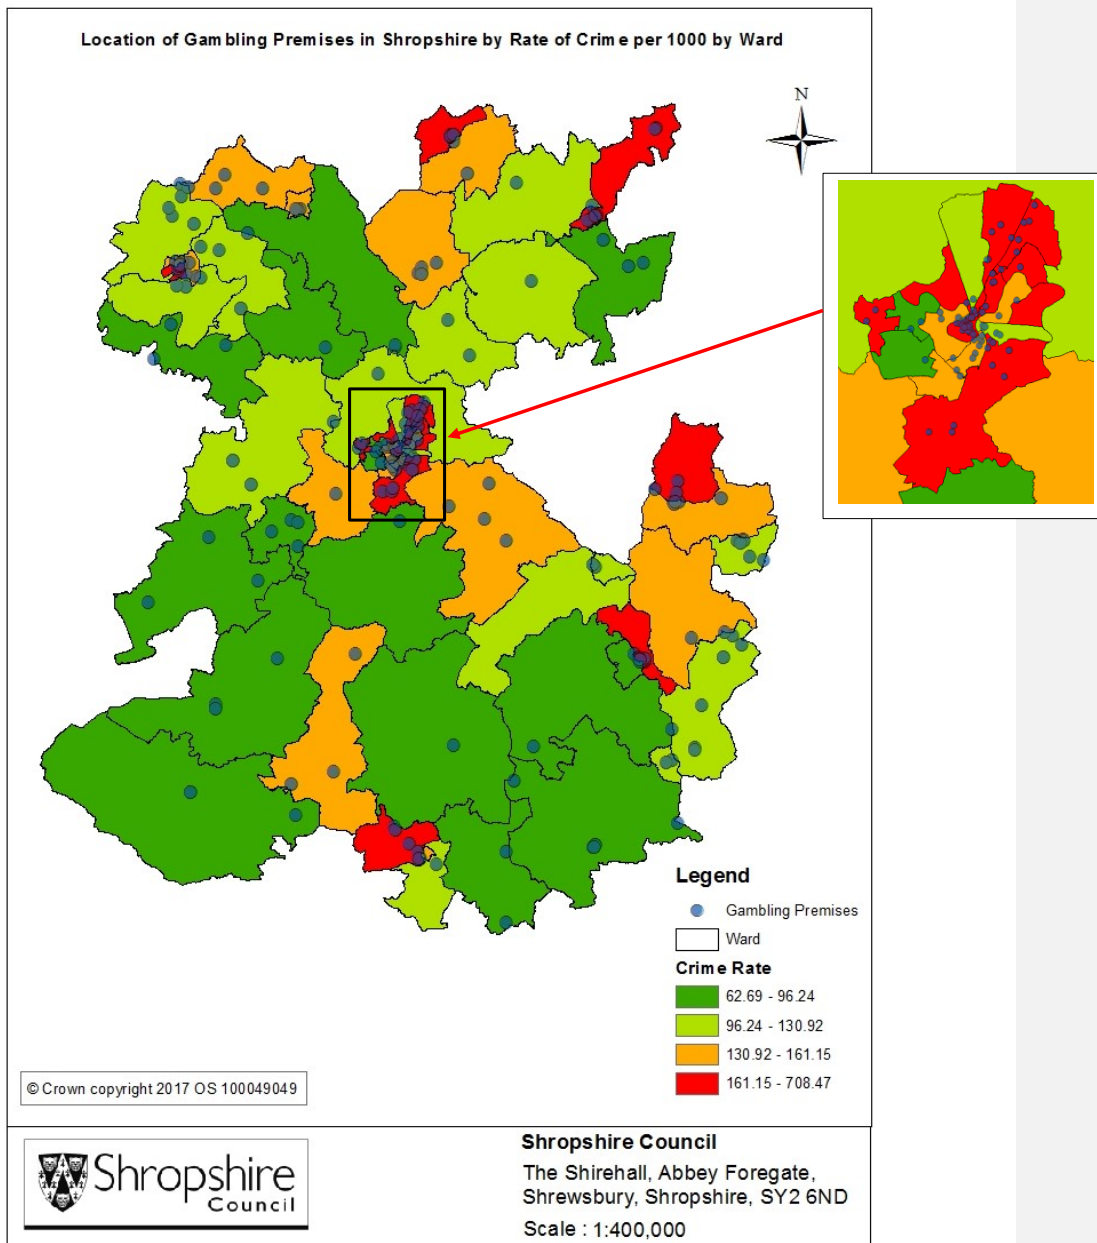 Location of Gambling Premises in Shropshire by Rate of Crime per 1000 by Ward
N
Legend
Gambling Premises
Ward
Crime Rate
62.69 - 96.24
96.24 - 130.92
130.92 - 161.15
161.15 - 708.47
© Crown copyright 2017 OS 100049049
Shropshire
Council
Shropshire Council
The Shirehall, Abbey Foregate,
Shrewsbury, Shropshire, SY2 6ND
Scale : 1:400,000